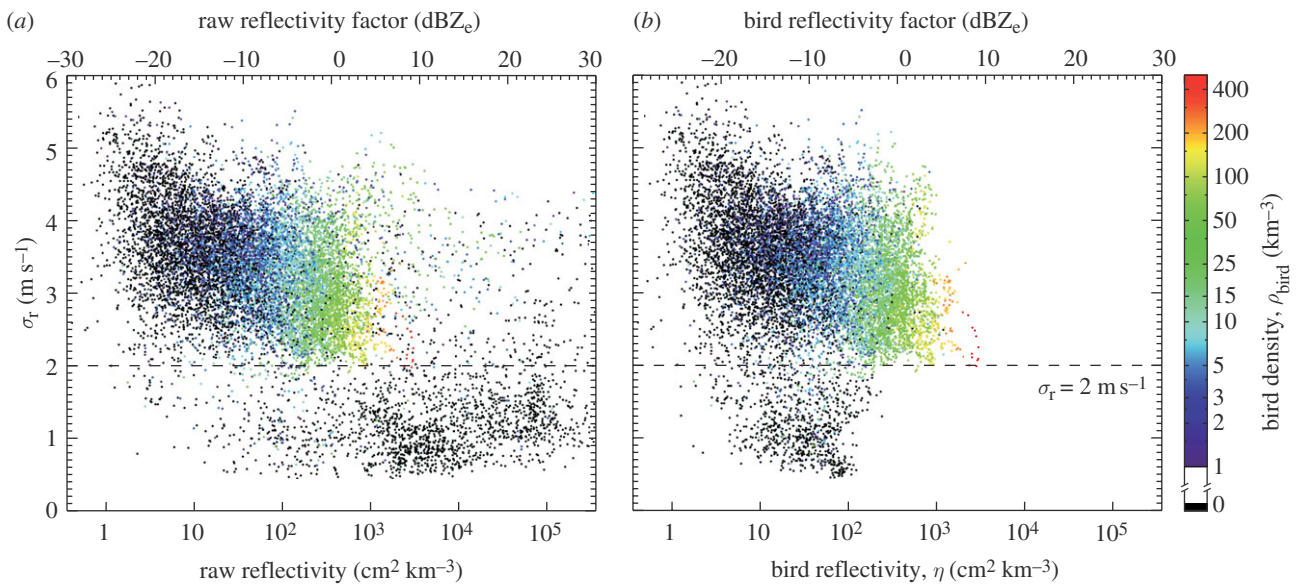 (a) raw reflectivity factor (dBZe)
–30 –20 –10 0 10 20 30
6
5
4
3
2
1
0
σr (m s–1)
1 10 10² 10³ 10⁴ 10⁵
raw reflectivity (cm² km–3)
(b) bird reflectivity factor (dBZe)
–20 –10 0 10 20 30
σr = 2 m s–1
1 10 10² 10³ 10⁴ 10⁵
bird reflectivity, η (cm² km–3)
400
200
100
50
25
15
10
5
3
2
1
0
bird density, ρbird (km–3)